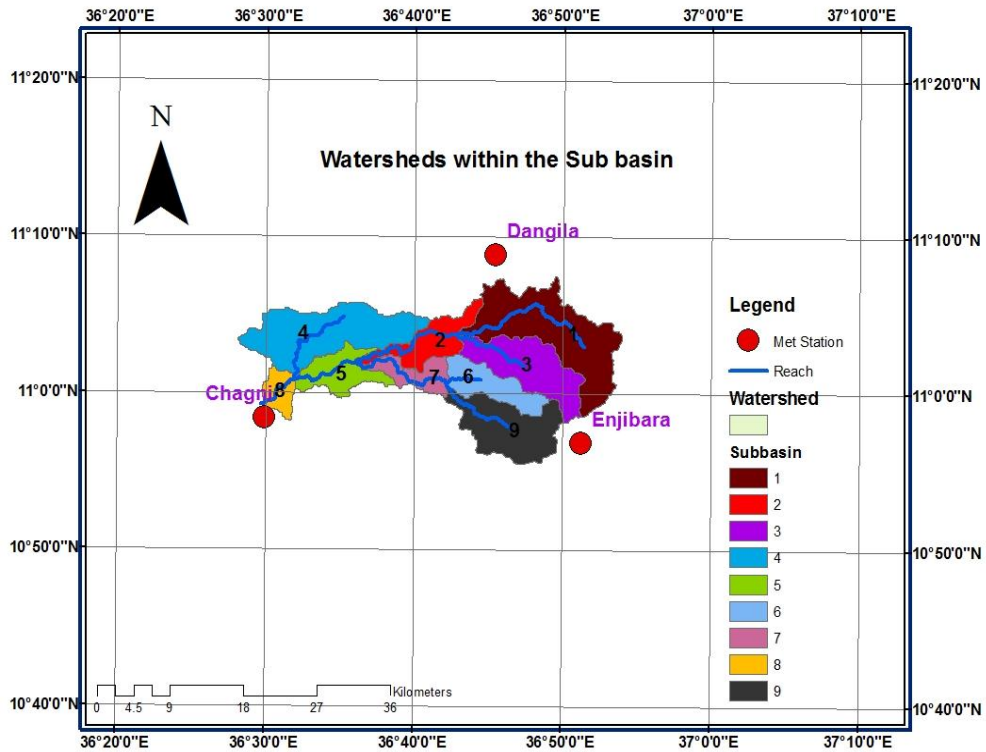 36°20'0"E 36°30'0"E 36°40'0"E 36°50'0"E 37°0'0"E 37°10'0"E
11°20'0"N 11°20'0"N
N
Watersheds within the Sub basin
11°10'0"N 11°10'0"N
Dangila
Legend
Met Station
Reach
Watershed
Subbasin
1
2
3
4
5
6
7
8
9
4 2 1
5 7 6 3
11°0'0"N 11°0'0"N
Chagni 8
Enjibara
9
10°50'0"N 10°50'0"N
Kilometers
0 4.5 9 18 27 36
10°40'0"N 10°40'0"N
36°20'0"E 36°30'0"E 36°40'0"E 36°50'0"E 37°0'0"E 37°10'0"E